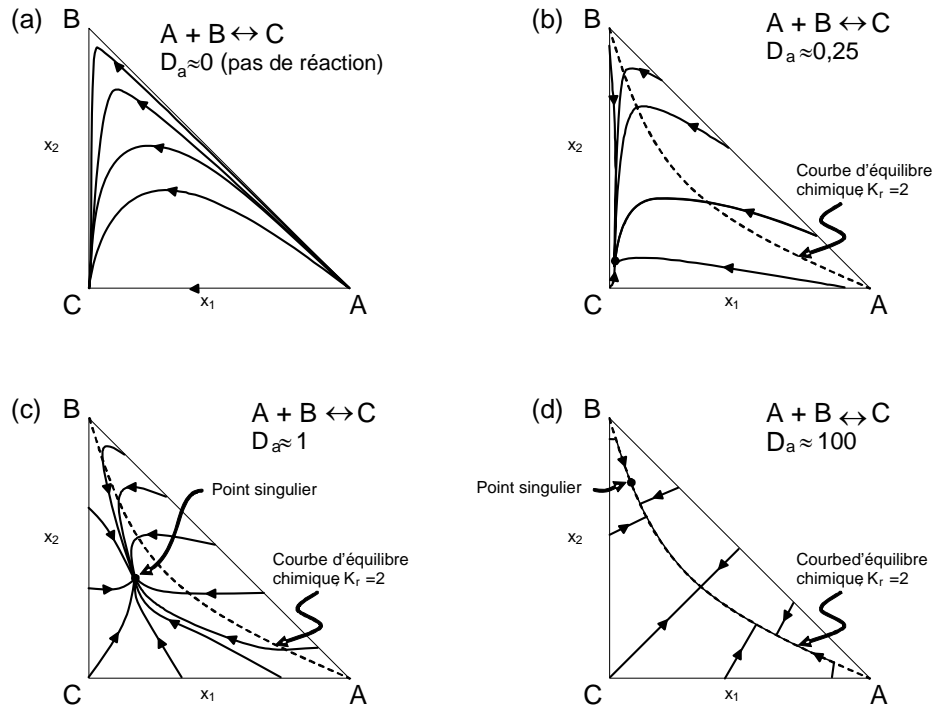 (a)
B
A + B ↔ C
Da≈0 (pas de réaction)
x2
C
x1
A
(b)
B
A + B ↔ C
Da ≈ 0,25
x2
Courbe d'équilibre
chimique, Kr =2
C
x1
A
(c)
B
A + B ↔ C
Da≈ 1
Point singulier
x2
Courbe d'équilibre
chimique, Kr =2
C
x1
A
(d)
B
A + B ↔ C
Da ≈ 100
Point singulier
x2
Courbed'équilibre
chimique, Kr =2
C
x1
A